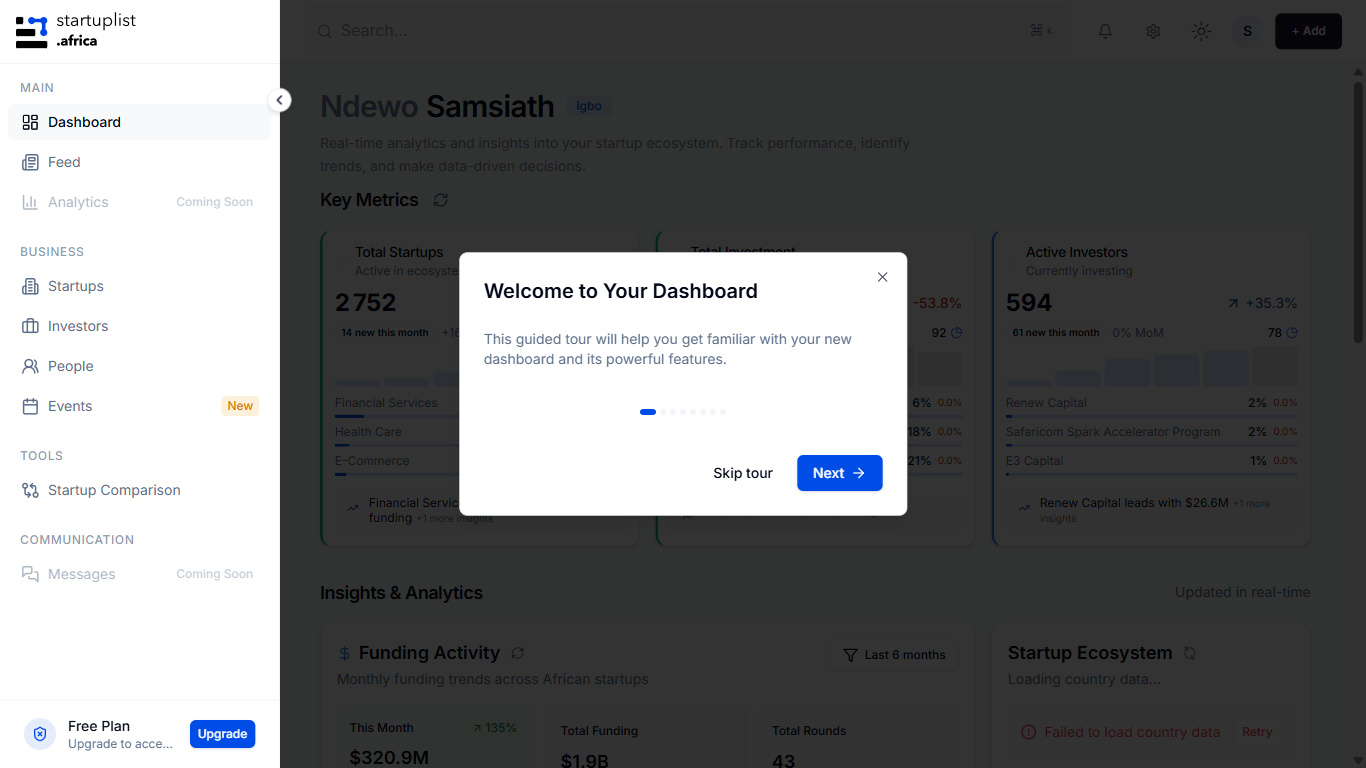 startuplist
.africa
MAIN
Dashboard
Feed
Analytics Coming Soon
BUSINESS
Startups
Investors
People
Events New
TOOLS
Startup Comparison
COMMUNICATION
Messages Coming Soon
Free Plan
Upgrade to acce...
Upgrade
Search...
⌘ K
S
+ Add
Ndewo Samsiath Igbo
Real-time analytics and insights into your startup ecosystem. Track performance, identify
trends, and make data-driven decisions.
Key Metrics
Total Startups
Active in ecosyste
2 752
14 new this month
Financial Services
Health Care
E-Commerce
Financial Servic
funding +1 more insights
Total Investment
-53.8%
92
6% 0.0%
18% 0.0%
21% 0.0%
Active Investors
Currently investing
594 +35.3%
61 new this month 0% MoM 78
Renew Capital 2% 0.0%
Safaricom Spark Accelerator Program 2% 0.0%
E3 Capital 1% 0.0%
Renew Capital leads with $26.6M +1 more
insights
Welcome to Your Dashboard
This guided tour will help you get familiar with your new
dashboard and its powerful features.
Skip tour
Next →
Insights & Analytics Updated in real-time
Funding Activity
Last 6 months
Monthly funding trends across African startups
This Month 135%
$320.9M
Total Funding
$1.9B
Total Rounds
43
Startup Ecosystem
Loading country data...
Failed to load country data Retry